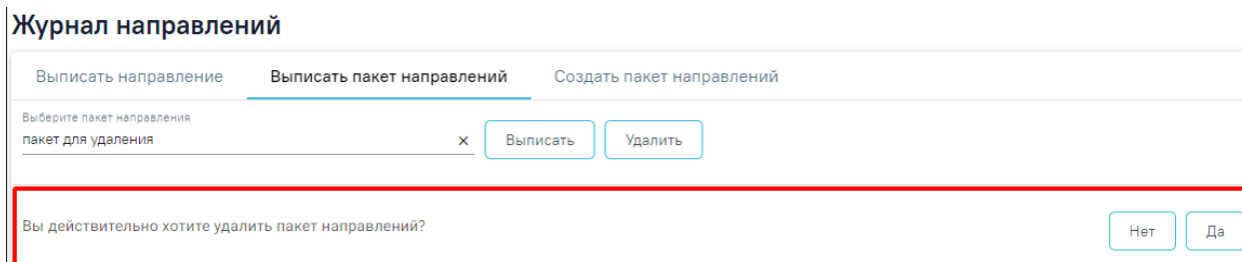 Журнал направлений
Выписать направление Выписать пакет направлений Создать пакет направлений
Выберите пакет направления
пакет для удаления × Выписать Удалить
Вы действительно хотите удалить пакет направлений? Нет Да